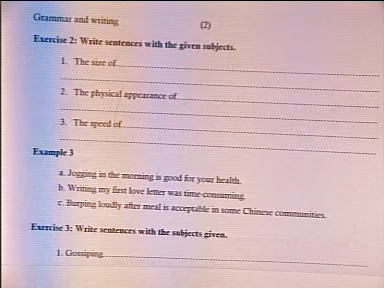 Grammar and writing
(2)
Exercise 2: Write sentences with the given subjects.
1. The size of
2. The physical appearance of
3. The speed of
Example 3
a. Jogging in the morning is good for your health.
b. Writing my first love letter was time-consuming.
c. Burping loudly after meal is acceptable in some Chinese communities.
Exercise 3: Write sentences with the subjects given.
1. Gossiping